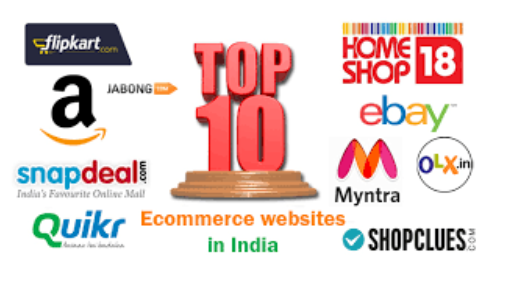 flipkart.com
a
JABONG.COM
snapdeal.com
India's Favourite Online Mall
Quikr
TOP
10
Ecommerce websites
in India
HOME
SHOP 18
ebay™
Myntra
OLX.in
SHOPCLUES.COM